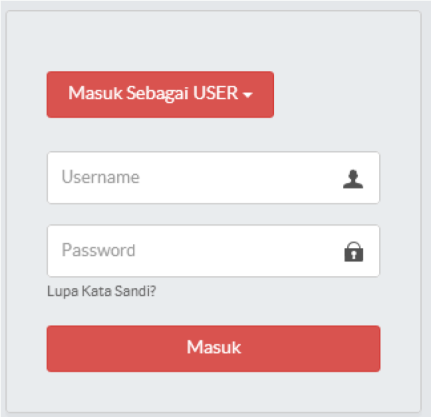 Masuk Sebagai USER
Username
Password
Lupa Kata Sandi?
Masuk